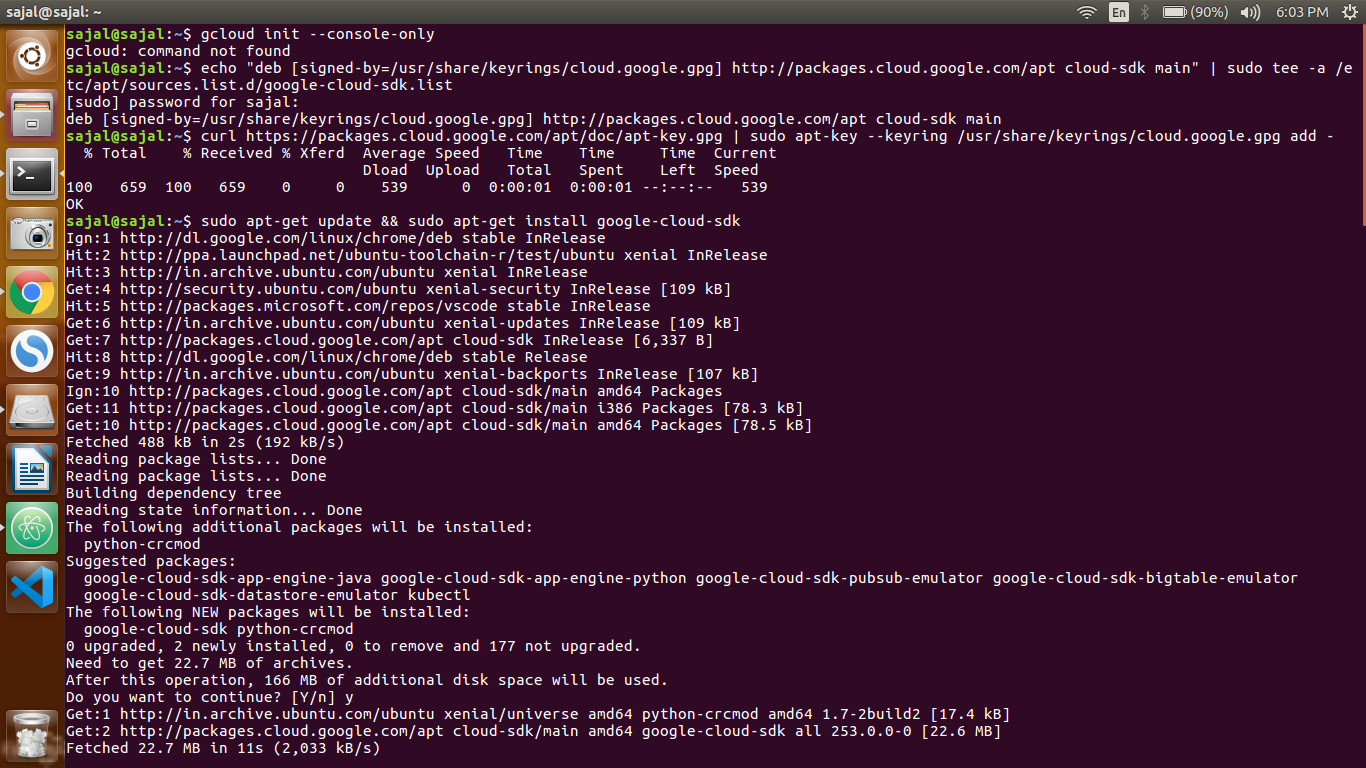 sajal@sajal: ~
En
(90%)
6:03 PM
sajal@sajal:~$ gcloud init --console-only
gcloud: command not found
sajal@sajal:~$ echo "deb [signed-by=/usr/share/keyrings/cloud.google.gpg] http://packages.cloud.google.com/apt cloud-sdk main" | sudo tee -a /e
tc/apt/sources.list.d/google-cloud-sdk.list
[sudo] password for sajal:
deb [signed-by=/usr/share/keyrings/cloud.google.gpg] http://packages.cloud.google.com/apt cloud-sdk main
sajal@sajal:~$ curl https://packages.cloud.google.com/apt/doc/apt-key.gpg | sudo apt-key --keyring /usr/share/keyrings/cloud.google.gpg add -
  % Total    % Received % Xferd  Average Speed   Time    Time     Time  Current
                                 Dload  Upload   Total   Spent    Left  Speed
100   659  100   659    0     0    539      0  0:00:01  0:00:01 --:--:--   539
OK
sajal@sajal:~$ sudo apt-get update && sudo apt-get install google-cloud-sdk
Ign:1 http://dl.google.com/linux/chrome/deb stable InRelease
Hit:2 http://ppa.launchpad.net/ubuntu-toolchain-r/test/ubuntu xenial InRelease
Hit:3 http://in.archive.ubuntu.com/ubuntu xenial InRelease
Get:4 http://security.ubuntu.com/ubuntu xenial-security InRelease [109 kB]
Hit:5 http://packages.microsoft.com/repos/vscode stable InRelease
Get:6 http://in.archive.ubuntu.com/ubuntu xenial-updates InRelease [109 kB]
Get:7 http://packages.cloud.google.com/apt cloud-sdk InRelease [6,337 B]
Hit:8 http://dl.google.com/linux/chrome/deb stable Release
Get:9 http://in.archive.ubuntu.com/ubuntu xenial-backports InRelease [107 kB]
Ign:10 http://packages.cloud.google.com/apt cloud-sdk/main amd64 Packages
Get:11 http://packages.cloud.google.com/apt cloud-sdk/main i386 Packages [78.3 kB]
Get:10 http://packages.cloud.google.com/apt cloud-sdk/main amd64 Packages [78.5 kB]
Fetched 488 kB in 2s (192 kB/s)
Reading package lists... Done
Reading package lists... Done
Building dependency tree
Reading state information... Done
The following additional packages will be installed:
  python-crcmod
Suggested packages:
  google-cloud-sdk-app-engine-java google-cloud-sdk-app-engine-python google-cloud-sdk-pubsub-emulator google-cloud-sdk-bigtable-emulator
  google-cloud-sdk-datastore-emulator kubectl
The following NEW packages will be installed:
  google-cloud-sdk python-crcmod
0 upgraded, 2 newly installed, 0 to remove and 177 not upgraded.
Need to get 22.7 MB of archives.
After this operation, 166 MB of additional disk space will be used.
Do you want to continue? [Y/n] y
Get:1 http://in.archive.ubuntu.com/ubuntu xenial/universe amd64 python-crcmod amd64 1.7-2build2 [17.4 kB]
Get:2 http://packages.cloud.google.com/apt cloud-sdk/main amd64 google-cloud-sdk all 253.0.0-0 [22.6 MB]
Fetched 22.7 MB in 11s (2,033 kB/s)